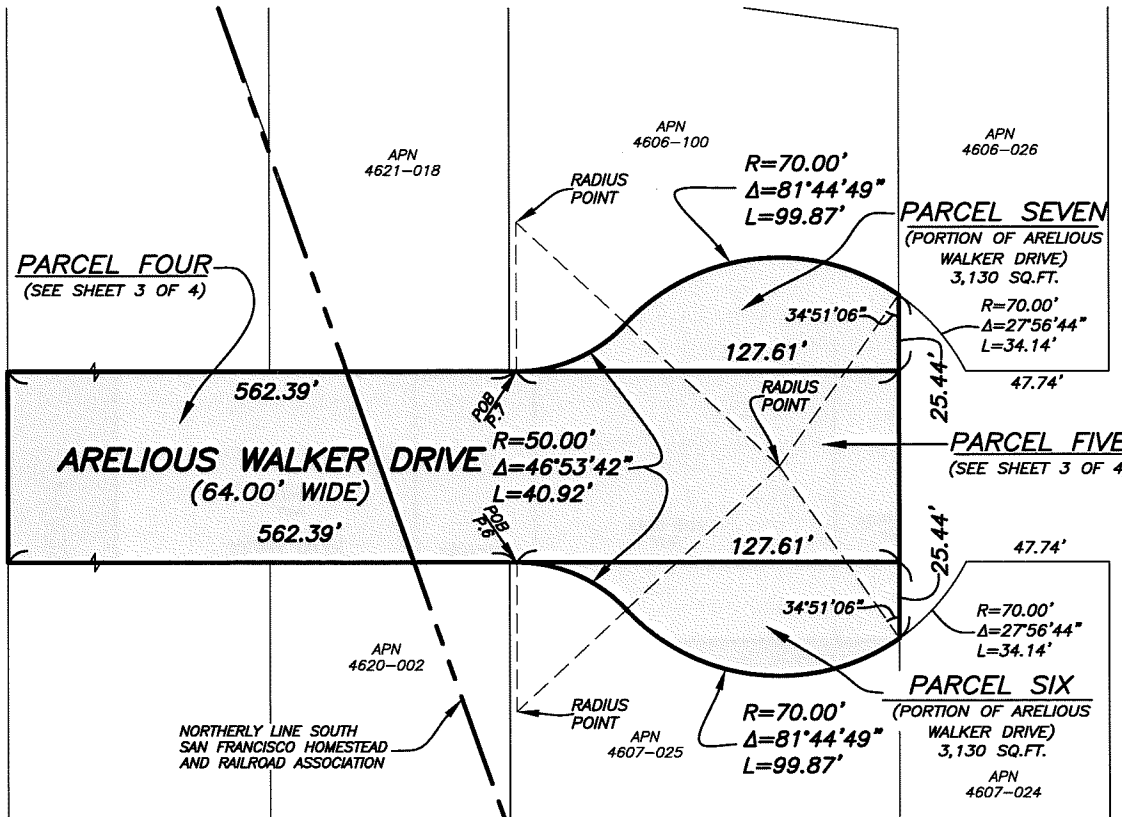 APN
4621-018
APN
4606-100
APN
4606-026
RADIUS
POINT
R=70.00'
Δ=81°44'49"
L=99.87'
PARCEL SEVEN
(PORTION OF ARELIOUS
WALKER DRIVE)
3,130 SQ.FT.
PARCEL FOUR
(SEE SHEET 3 OF 4)
34°51'06"
R=70.00'
Δ=27°56'44"
L=34.14'
127.61'
25.44'
47.74'
562.39'
POB
P.7
RADIUS
POINT
ARELIOUS WALKER DRIVE
(64.00' WIDE)
R=50.00'
Δ=46°53'42"
L=40.92'
PARCEL FIVE
(SEE SHEET 3 OF 4
562.39'
POB
P.6
127.61'
25.44'
47.74'
34°51'06"
R=70.00'
Δ=27°56'44"
L=34.14'
APN
4620-002
NORTHERLY LINE SOUTH
SAN FRANCISCO HOMESTEAD
AND RAILROAD ASSOCIATION
RADIUS
POINT
APN
4607-025
R=70.00'
Δ=81°44'49"
L=99.87'
PARCEL SIX
(PORTION OF ARELIOUS
WALKER DRIVE)
3,130 SQ.FT.
APN
4607-024